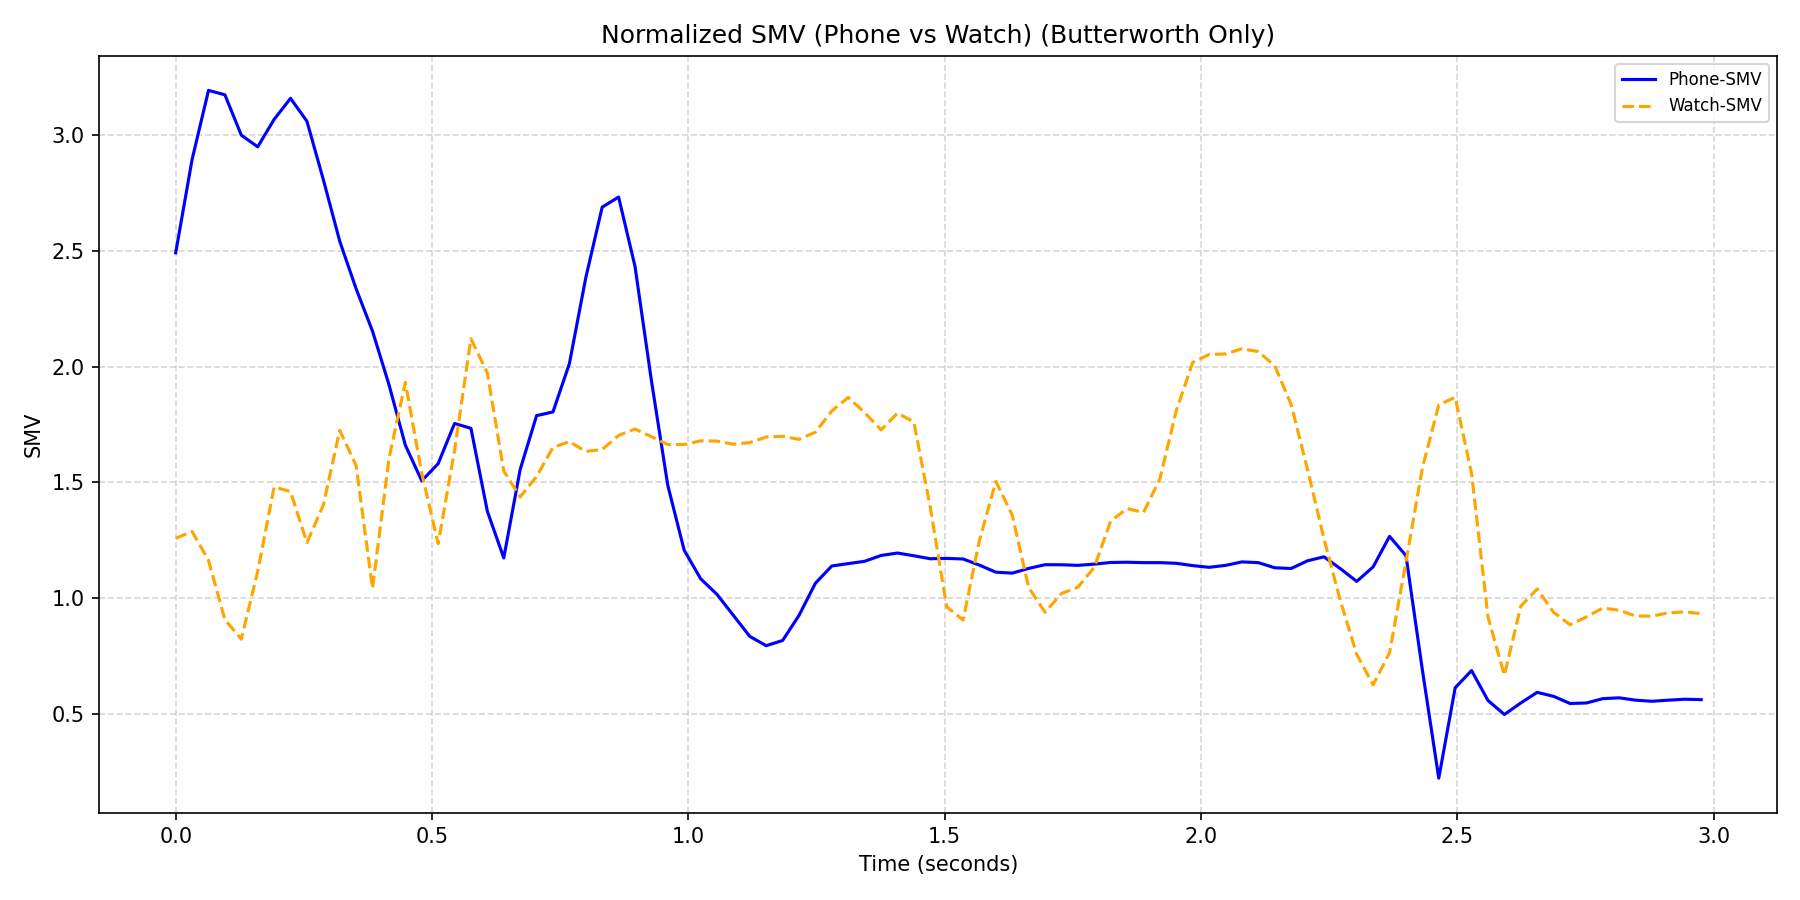 Normalized SMV (Phone vs Watch) (Butterworth Only)
Phone-SMV
Watch-SMV
SMV
3.0
2.5
2.0
1.5
1.0
0.5
0.0 0.5 1.0 1.5 2.0 2.5 3.0
Time (seconds)